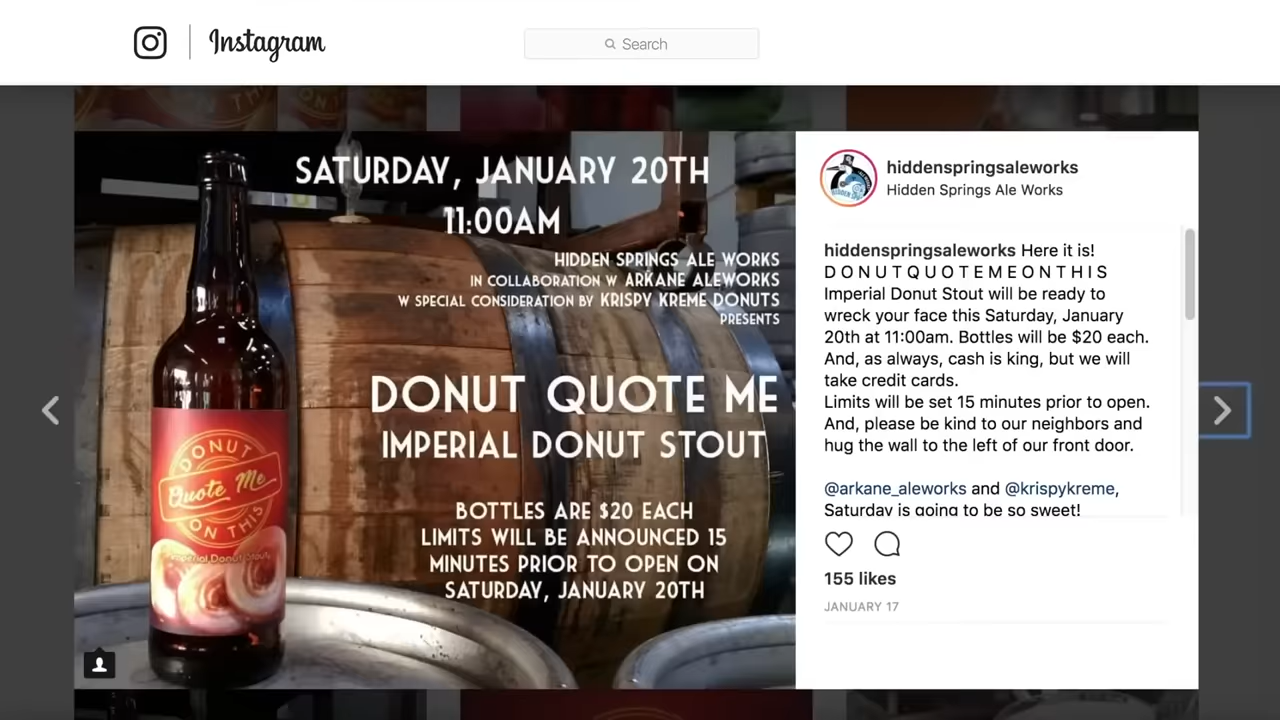 Instagram
Search
SATURDAY, JANUARY 20TH
11:00AM
HIDDEN SPRINGS ALE WORKS
IN COLLABORATION W ARKANE ALEWORKS
W SPECIAL CONSIDERATION BY KRISPY KREME DONUTS
PRESENTS
DONUT QUOTE ME
IMPERIAL DONUT STOUT
BOTTLES ARE $20 EACH
LIMITS WILL BE ANNOUNCED 15
MINUTES PRIOR TO OPEN ON
SATURDAY, JANUARY 20TH
DONUT
Quote Me
ON THIS
Imperial Donut Stout
hiddenspringsaleworks
Hidden Springs Ale Works
hiddenspringsaleworks Here it is!
D O N U T Q U O T E M E O N T H I S
Imperial Donut Stout will be ready to
wreck your face this Saturday, January
20th at 11:00am. Bottles will be $20 each.
And, as always, cash is king, but we will
take credit cards.
Limits will be set 15 minutes prior to open.
And, please be kind to our neighbors and
hug the wall to the left of our front door.
@arkane_aleworks and @krispykreme,
Saturday is going to be so sweet!
155 likes
JANUARY 17